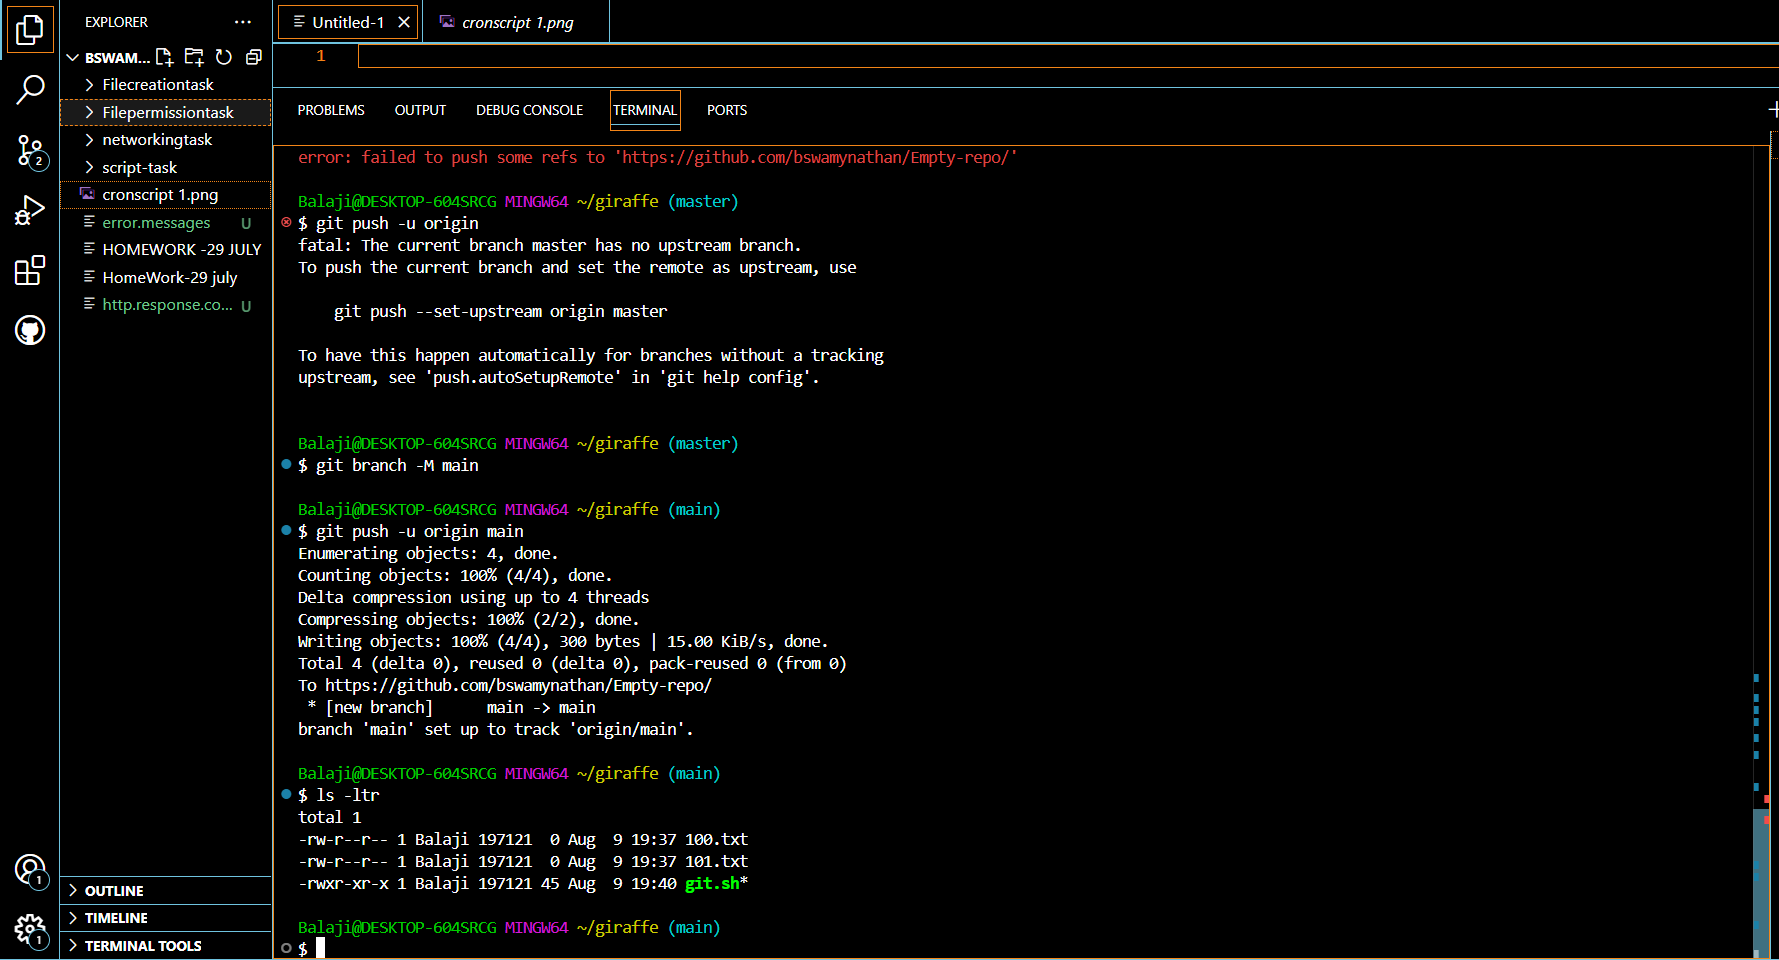 EXPLORER
BSWAM...
Filecreationtask
Filepermissiontask
networkingtask
script-task
cronscript 1.png
error.messages U
HOMEWORK -29 JULY
HomeWork-29 july
http.response.co... U
OUTLINE
TIMELINE
TERMINAL TOOLS
2
1
1
Untitled-1
cronscript 1.png
1
PROBLEMS OUTPUT DEBUG CONSOLE TERMINAL PORTS
error: failed to push some refs to 'https://github.com/bswamynathan/Empty-repo/'
Balaji@DESKTOP-604SRCG MINGW64 ~/giraffe (master)
$ git push -u origin
fatal: The current branch master has no upstream branch.
To push the current branch and set the remote as upstream, use
git push --set-upstream origin master
To have this happen automatically for branches without a tracking
upstream, see 'push.autoSetupRemote' in 'git help config'.
Balaji@DESKTOP-604SRCG MINGW64 ~/giraffe (master)
$ git branch -M main
Balaji@DESKTOP-604SRCG MINGW64 ~/giraffe (main)
$ git push -u origin main
Enumerating objects: 4, done.
Counting objects: 100% (4/4), done.
Delta compression using up to 4 threads
Compressing objects: 100% (2/2), done.
Writing objects: 100% (4/4), 300 bytes | 15.00 KiB/s, done.
Total 4 (delta 0), reused 0 (delta 0), pack-reused 0 (from 0)
To https://github.com/bswamynathan/Empty-repo/
* [new branch] main -> main
branch 'main' set up to track 'origin/main'.
Balaji@DESKTOP-604SRCG MINGW64 ~/giraffe (main)
$ ls -ltr
total 1
-rw-r--r-- 1 Balaji 197121 0 Aug 9 19:37 100.txt
-rw-r--r-- 1 Balaji 197121 0 Aug 9 19:37 101.txt
-rwxr-xr-x 1 Balaji 197121 45 Aug 9 19:40 git.sh*
Balaji@DESKTOP-604SRCG MINGW64 ~/giraffe (main)
$